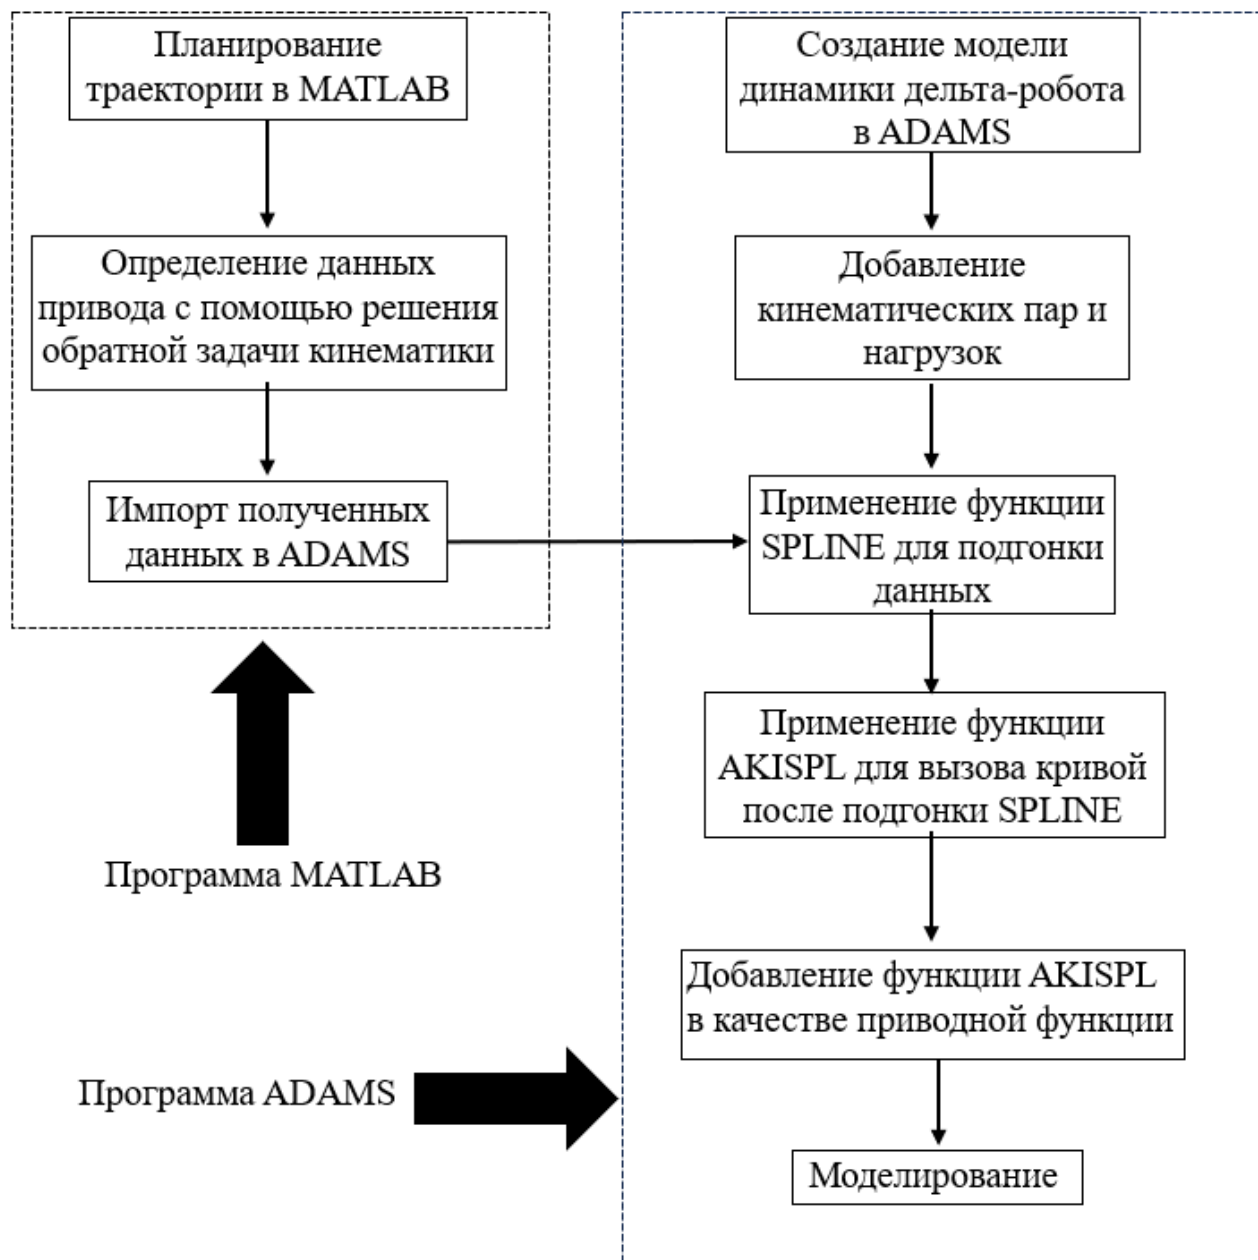 Планирование
траектории в MATLAB
Определение данных
привода с помощью решения
обратной задачи кинематики
Импорт полученных
данных в ADAMS
Программа MATLAB
Программа ADAMS
Создание модели
динамики дельта-робота
в ADAMS
Добавление
кинематических пар и
нагрузок
Применение функции
SPLINE для подгонки
данных
Применение функции
AKISPL для вызова кривой
после подгонки SPLINE
Добавление функции AKISPL
в качестве приводной функции
Моделирование